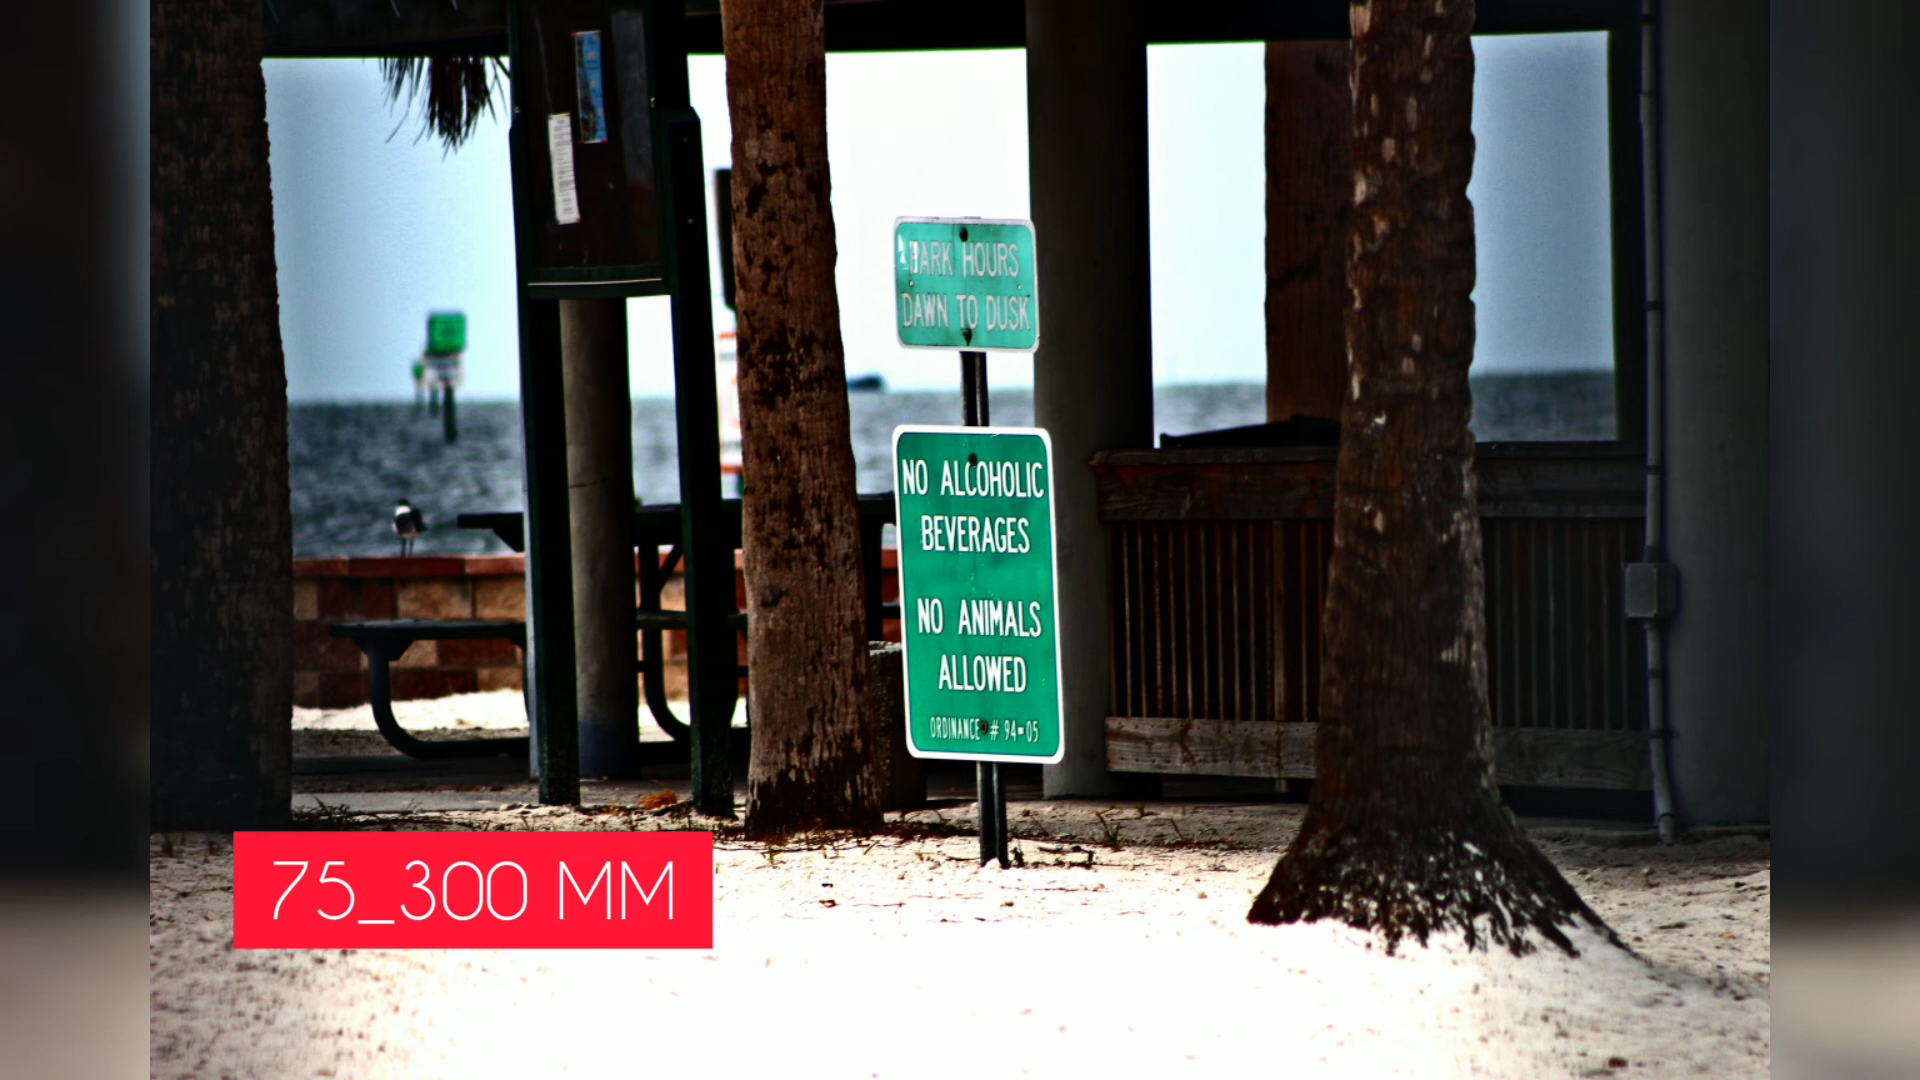 PARK HOURS
DAWN TO DUSK
NO ALCOHOLIC
BEVERAGES
NO ANIMALS
ALLOWED
ORDINANCE # 94-05
75_300 MM